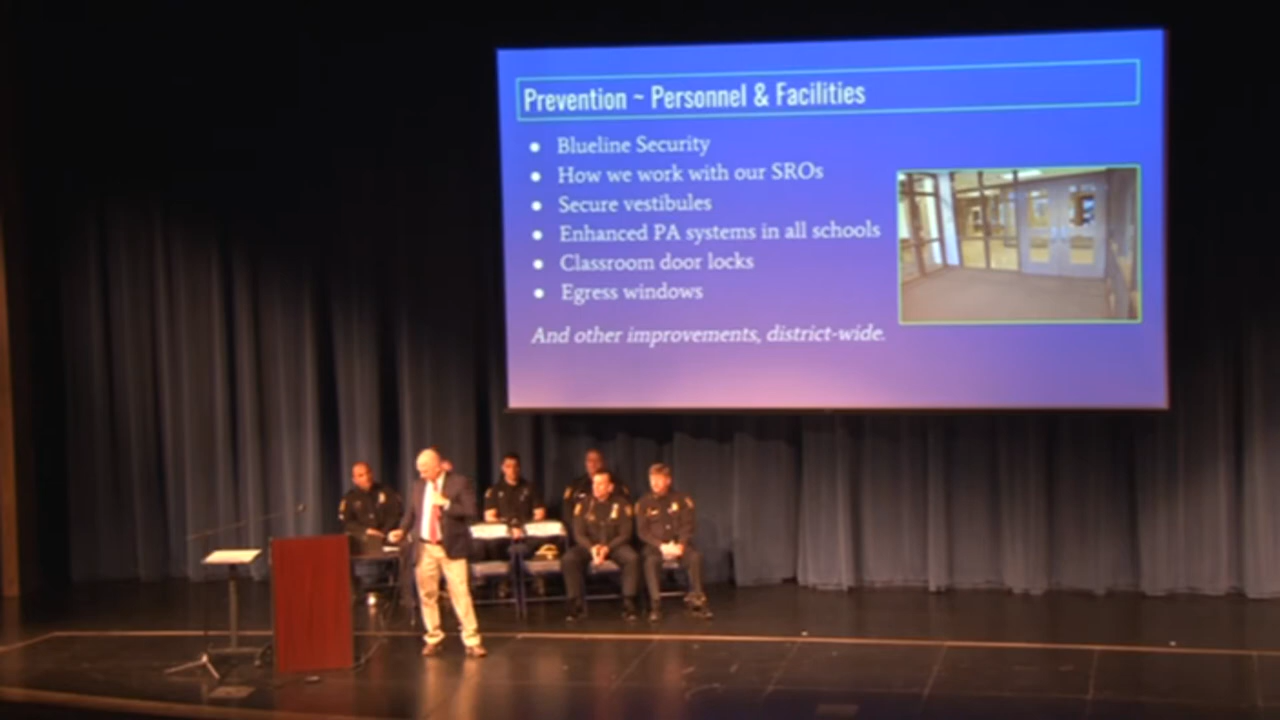 Prevention ~ Personnel & Facilities
● Blueline Security
● How we work with our SROs
● Secure vestibules
● Enhanced PA systems in all schools
● Classroom door locks
● Egress windows
And other improvements, district-wide.